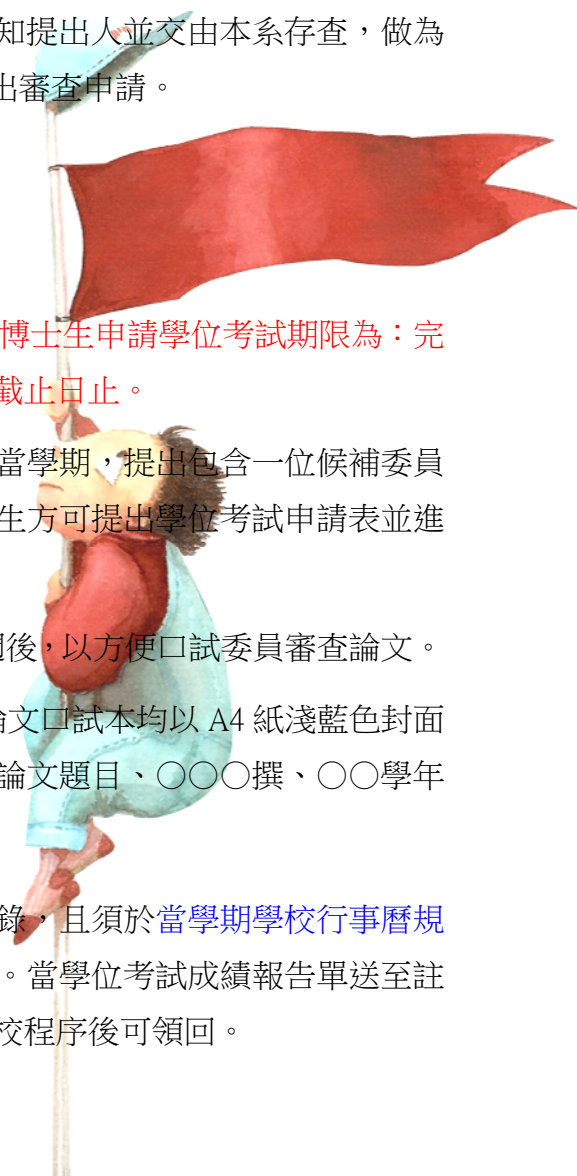 知提出人並交由本系存查，做為
出審查申請。
博士生申請學位考試期限為：完
截止日止。
當學期，提出包含一位候補委員
生方可提出學位考試申請表並進
後，以方便口試委員審查論文。
論文口試本均以 A4 紙淺藍色封面
論文題目、○○○撰、○○學年
錄，且須於當學期學校行事曆規
。當學位考試成績報告單送至註
校程序後可領回。